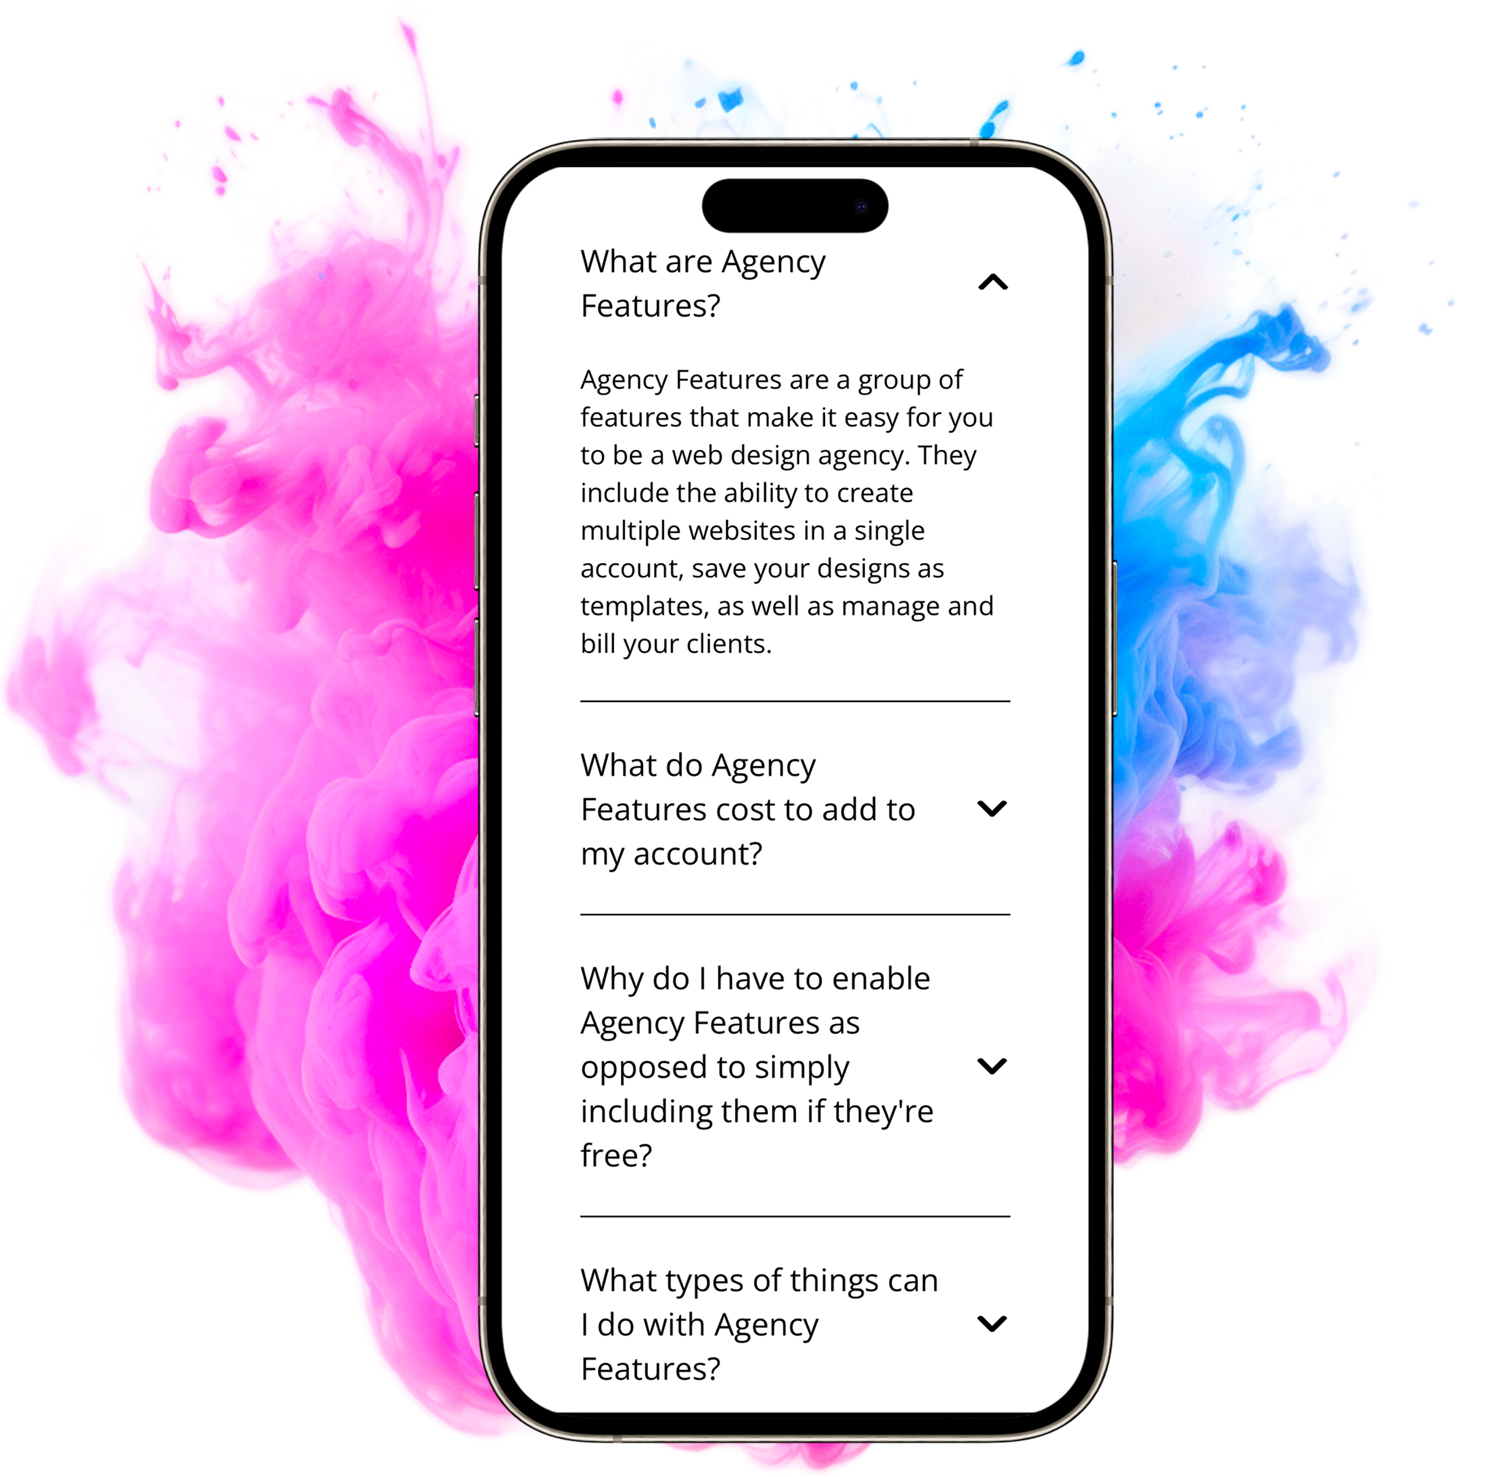 What are Agency
Features?
Agency Features are a group of
features that make it easy for you
to be a web design agency. They
include the ability to create
multiple websites in a single
account, save your designs as
templates, as well as manage and
bill your clients.
What do Agency
Features cost to add to
my account?
Why do I have to enable
Agency Features as
opposed to simply
including them if they're
free?
What types of things can
I do with Agency
Features?